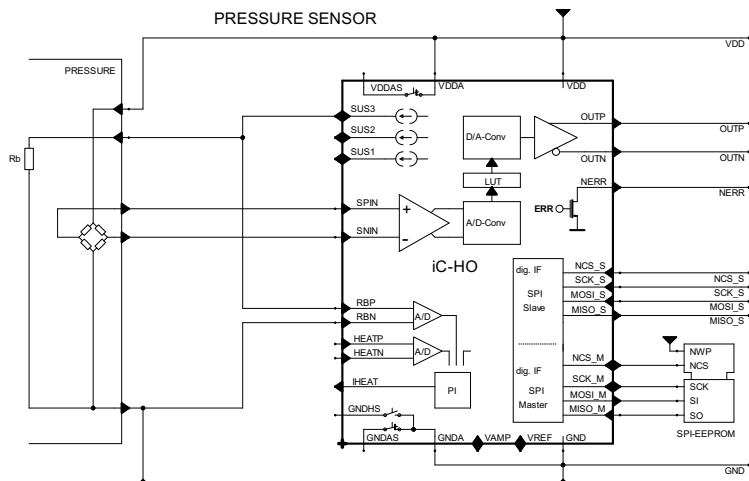 PRESSURE SENSOR
VDD
PRESSURE
VDDAS
VDDA
VDD
SUS3
SUS2
SUS1
D/A-Conv
OUTP
OUTP
OUTN
OUTN
Rb
LUT
NERR
NERR
ERR
SPIN
SNIN
+
-
A/D-Conv
iC-HO
dig. IF
SPI
Slave
NCS_S
NCS_S
SCK_S
SCK_S
MOSI_S
MOSI_S
MISO_S
MISO_S
RBP
RBN
A/D
HEATP
HEATN
A/D
IHEAT
PI
dig. IF
SPI
Master
NCS_M
SCK_M
MOSI_M
MISO_M
NWP
NCS
SCK
SI
SO
SPI-EEPROM
GNDHS
GNDAS
GNDA
VAMP
VREF
GND
GND